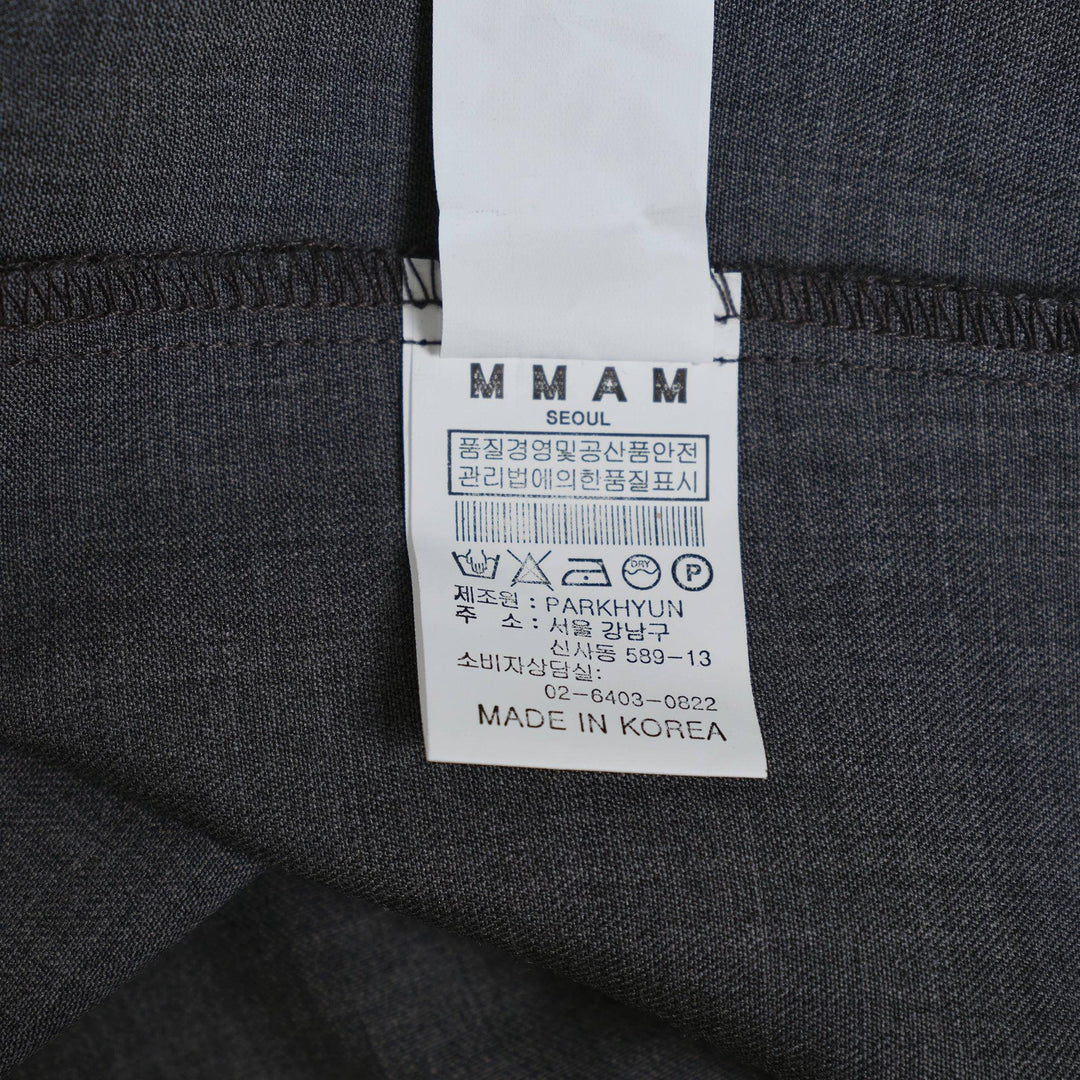 MMAM
SEOUL
품질경영및공산품안전
관리법에의한품질표시
DRY
P
제조원 : PARKHYUN
주 소 : 서울 강남구
신사동 589-13
소비자상담실:
02-6403-0822
MADE IN KOREA